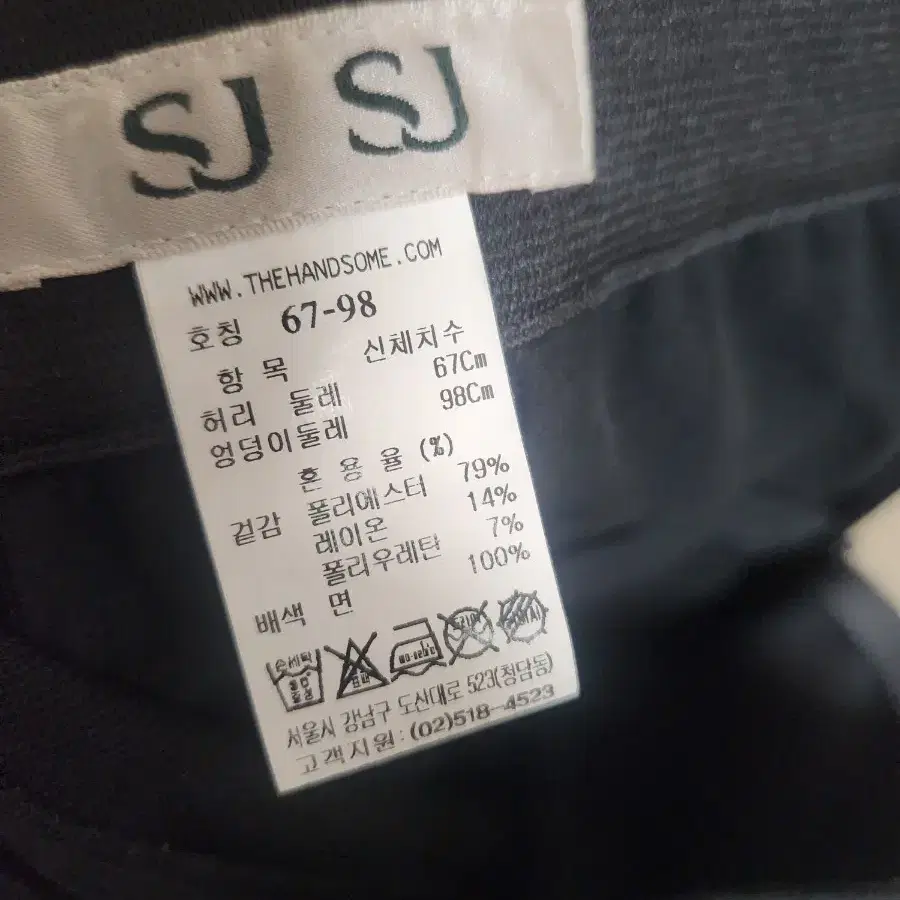 SJ SJ
WWW.THEHANDSOME.COM
호칭 67-98
항 목 신체치수
허리 둘레 67Cm
엉덩이둘레 98Cm
혼 용 율 (%)
겉감 폴리에스터 79%
레이온 14%
폴리우레탄 7%
배색 면 100%
손세탁
서울시 강남구 도산대로 523(청담동)
고객지원 : (02)518-4523